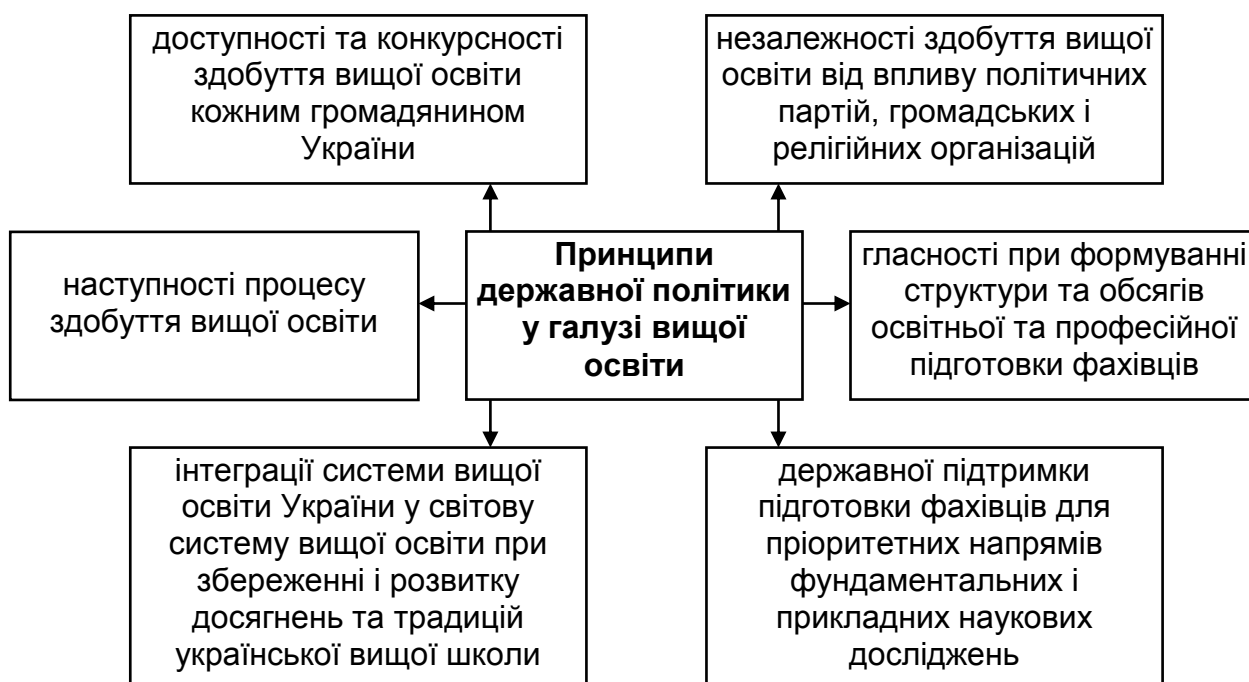 доступності та конкурсності
здобуття вищої освіти
кожним громадянином
України
незалежності здобуття вищої
освіти від впливу політичних
партій, громадських і
релігійних організацій
наступності процесу
здобуття вищої освіти
Принципи
державної політики
у галузі вищої
освіти
гласності при формуванні
структури та обсягів
освітньої та професійної
підготовки фахівців
інтеграції системи вищої
освіти України у світову
систему вищої освіти при
збереженні і розвитку
досягнень та традицій
української вищої школи
державної підтримки
підготовки фахівців для
пріоритетних напрямів
фундаментальних і
прикладних наукових
досліджень